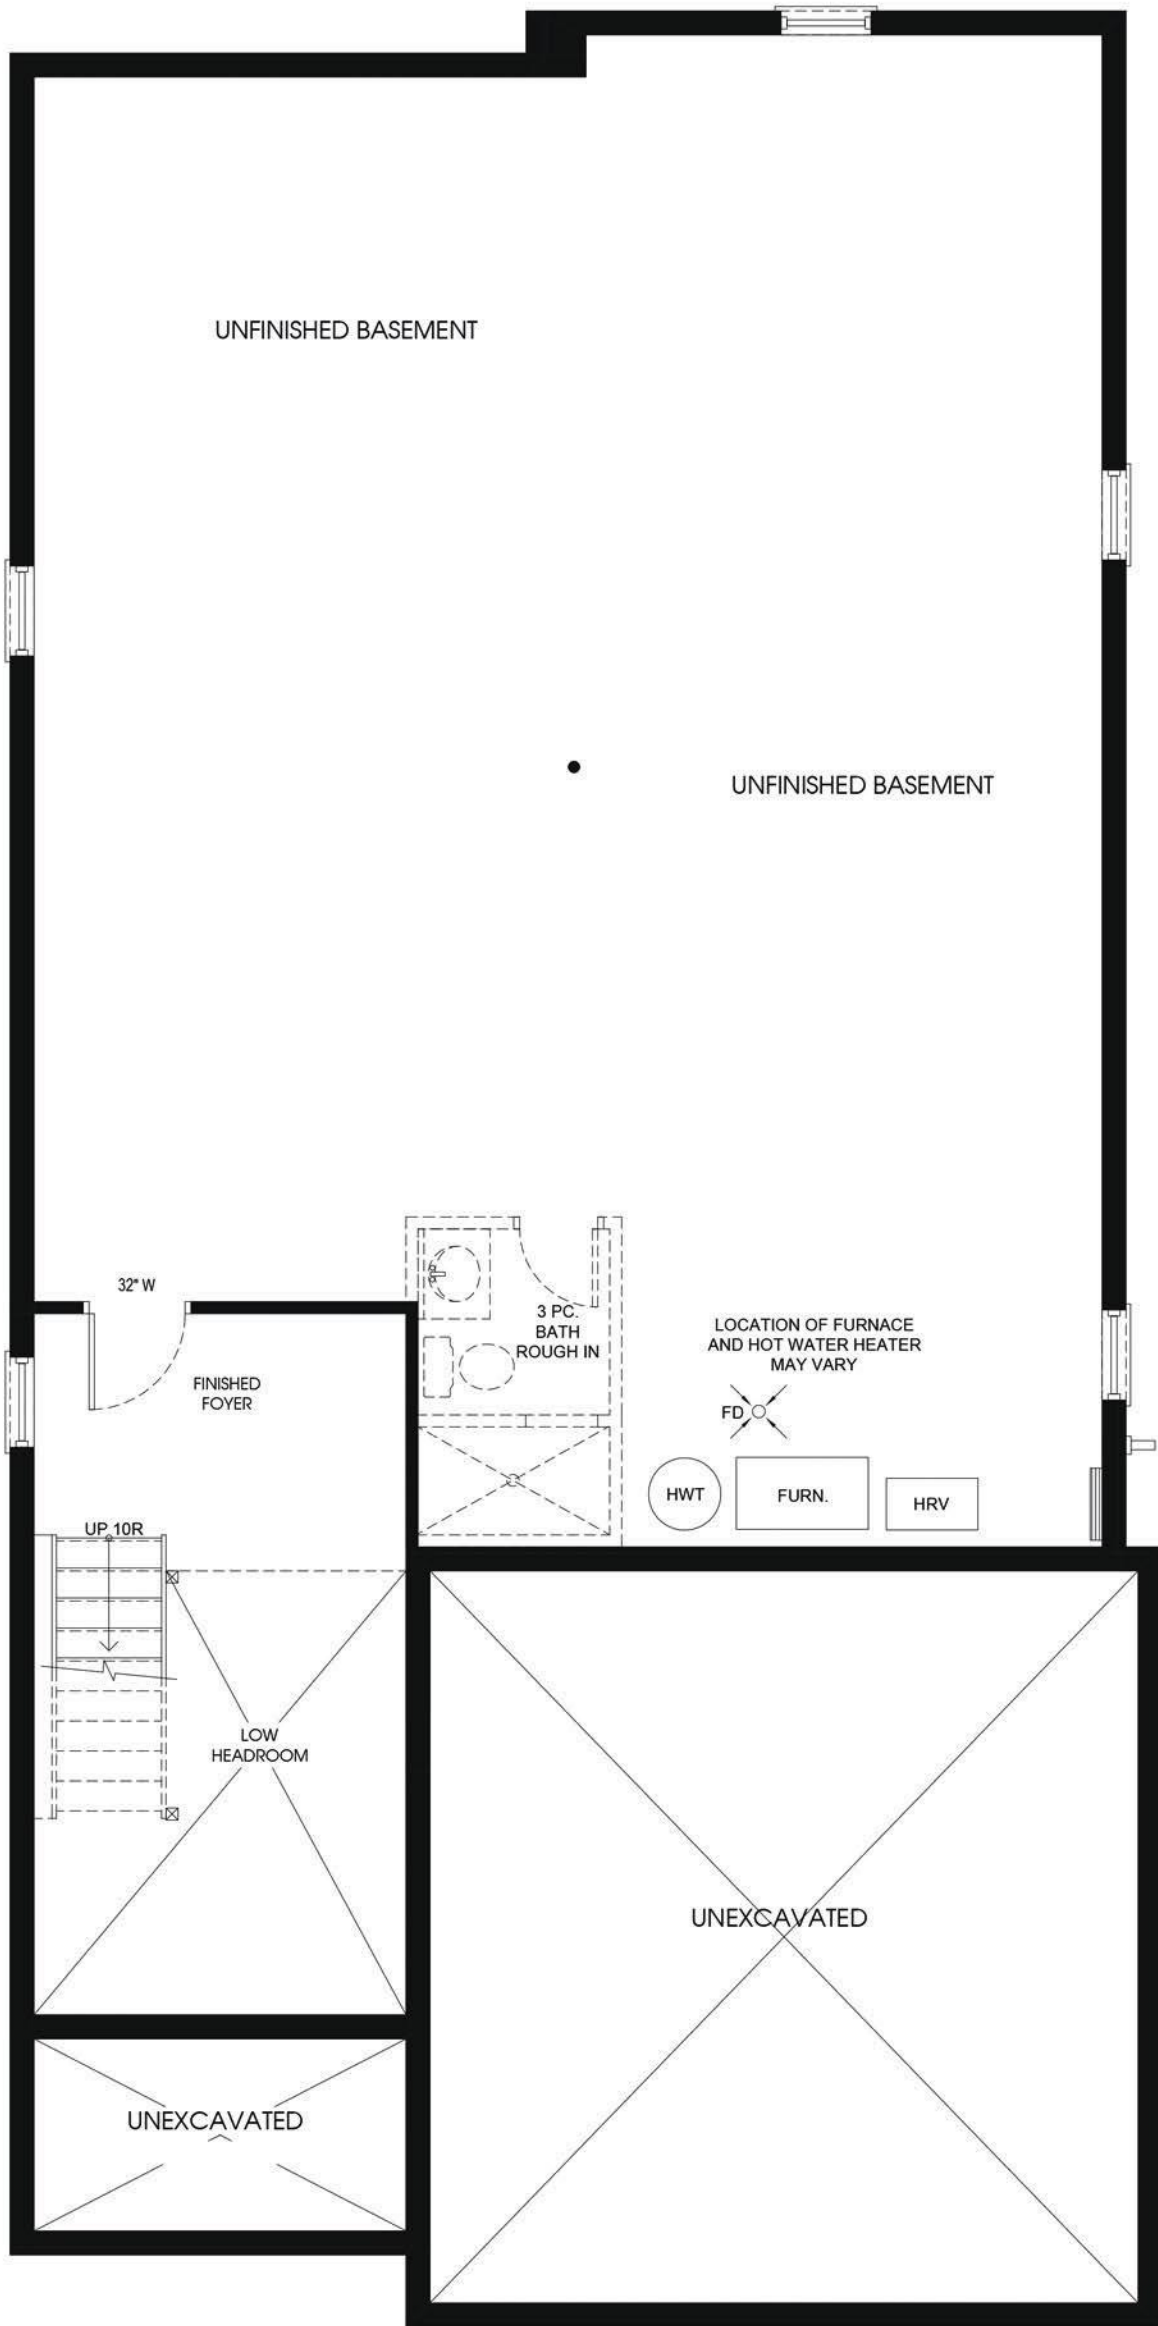 UNFINISHED BASEMENT
UNFINISHED BASEMENT
32" W
3 PC.
BATH
ROUGH IN
LOCATION OF FURNACE
AND HOT WATER HEATER
MAY VARY
FINISHED
FOYER
FD
HWT
FURN.
HRV
UP 10R
LOW
HEADROOM
UNEXCAVATED
UNEXCAVATED